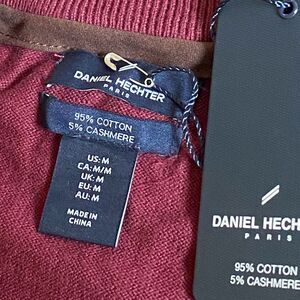 DANIEL HECHTER
PARIS
95% COTTON
5% CASHMERE
US: M
CA: M/M
UK: M
EU: M
AU: M
MADE IN
CHINA
DANIEL HECH
PARIS
95% COTTON
5% CASHMERE